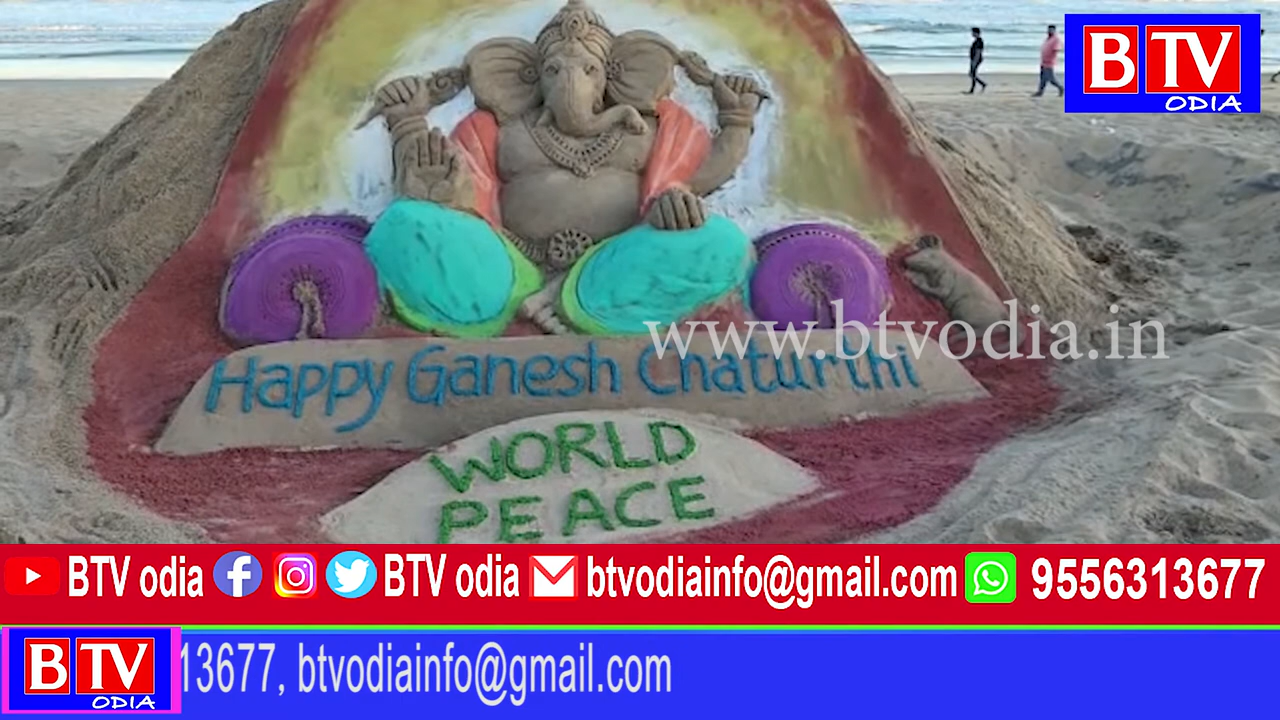 BTV
ODIA
www.btvodia.in
Happy Ganesh Chaturthi
WORLD
PEACE
BTV odia BTV odia btvodiainfo@gmail.com 9556313677
BTV
ODIA
13677, btvodiainfo@gmail.com